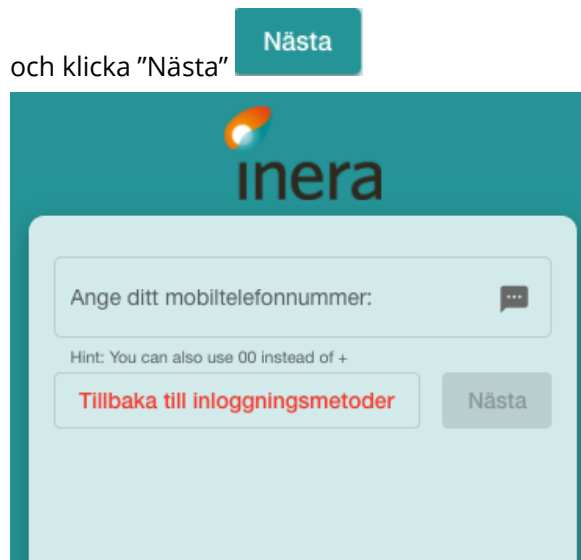 Nästa
och klicka ”Nästa”
inera
Ange ditt mobiltelefonnummer:
Hint: You can also use 00 instead of +
Tillbaka till inloggningsmetoder Nästa